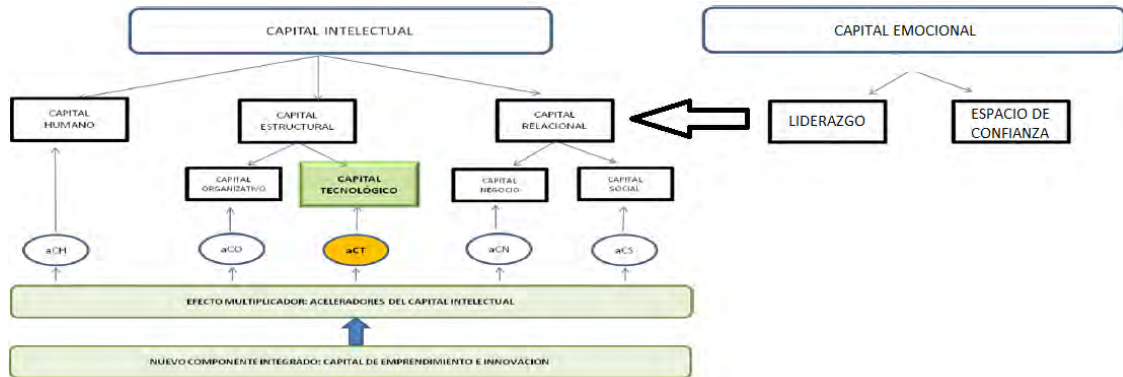 CAPITAL INTELECTUAL
CAPITAL EMOCIONAL
CAPITAL
HUMANO
CAPITAL
ESTRUCTURAL
CAPITAL
RELACIONAL
LIDERAZGO
ESPACIO DE
CONFIANZA
CAPITAL
ORGANIZATIVO
CAPITAL
TECNOLÓGICO
CAPITAL
NEGOCIO
CAPITAL
SOCIAL
aCH
aCO
aCT
aCN
aCS
EFECTO MULTIPLICADOR: ACELERADORES DEL CAPITAL INTELECTUAL
NUEVO COMPONENTE INTEGRADO: CAPITAL DE EMPRENDIMIENTO E INNOVACION